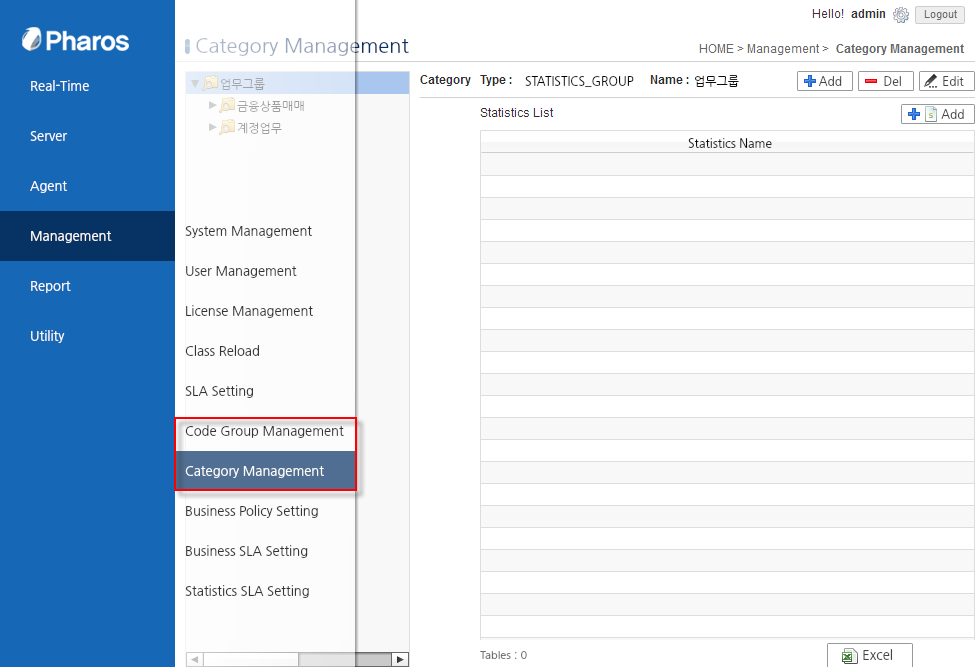 Hello! admin Logout
Pharos
Category Management
HOME > Management > Category Management
Real-Time
Server
Agent
Management
Report
Utility
업무그룹
금융상품매매
계정업무
System Management
User Management
License Management
Class Reload
SLA Setting
Code Group Management
Category Management
Business Policy Setting
Business SLA Setting
Statistics SLA Setting
Category Type : STATISTICS_GROUP Name : 업무그룹
Add Del Edit
Statistics List
Add
Statistics Name
Tables : 0
Excel